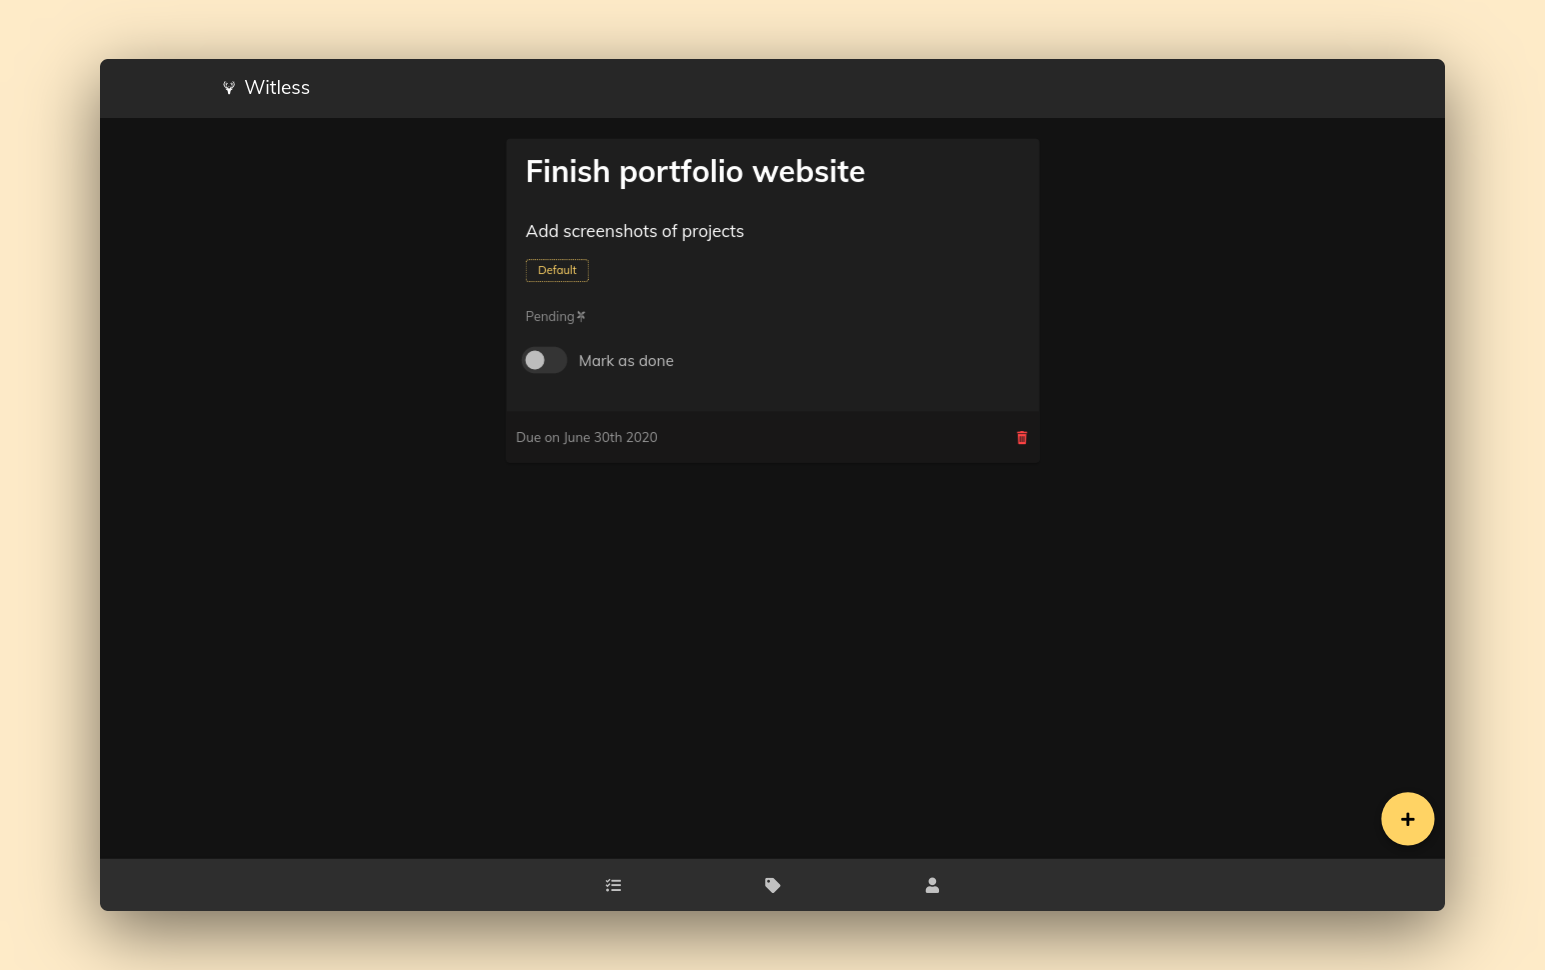 Witless
Finish portfolio website
Add screenshots of projects
Default
Pending
Mark as done
Due on June 30th 2020